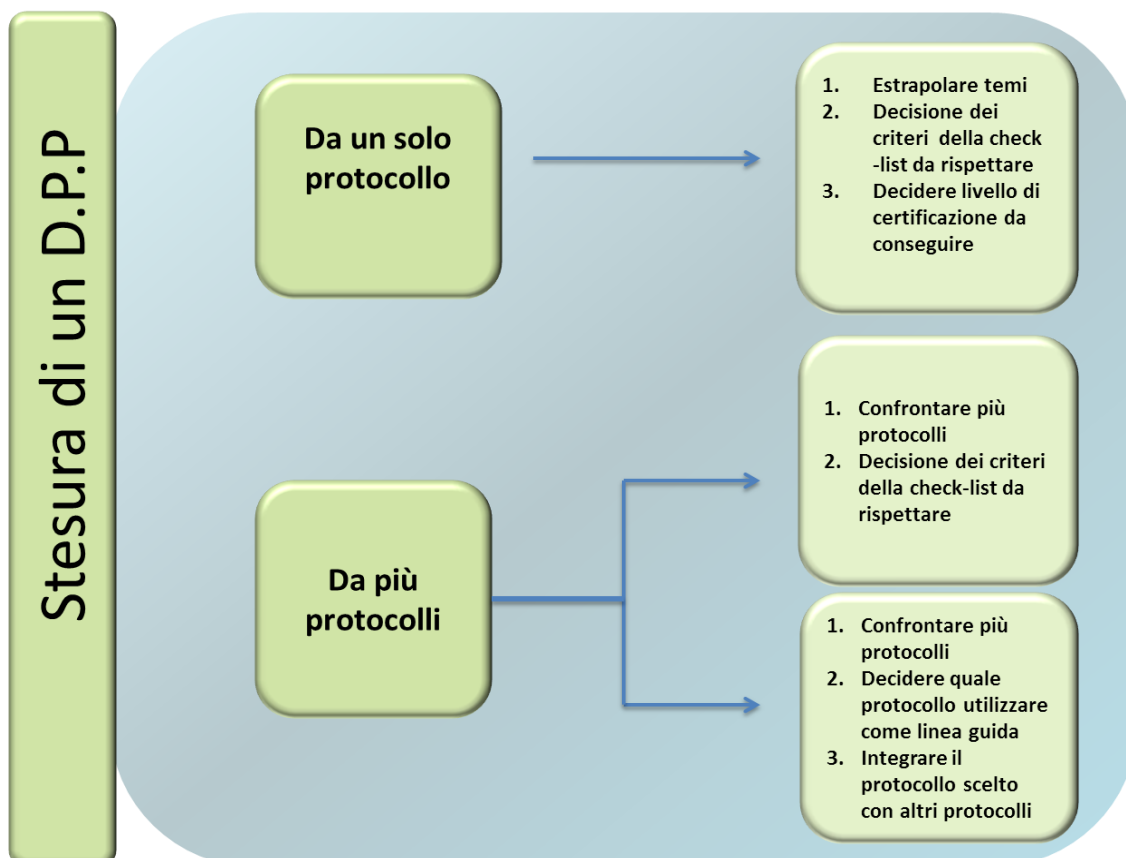 Stesura di un D.P.P
Da un solo
protocollo
1. Estrapolare temi
2. Decisione dei
criteri della check
-list da rispettare
3. Decidere livello di
certificazione da
conseguire
Da più
protocolli
1. Confrontare più
protocolli
2. Decisione dei criteri
della check-list da
rispettare
1. Confrontare più
protocolli
2. Decidere quale
protocollo utilizzare
come linea guida
3. Integrare il
protocollo scelto
con altri protocolli